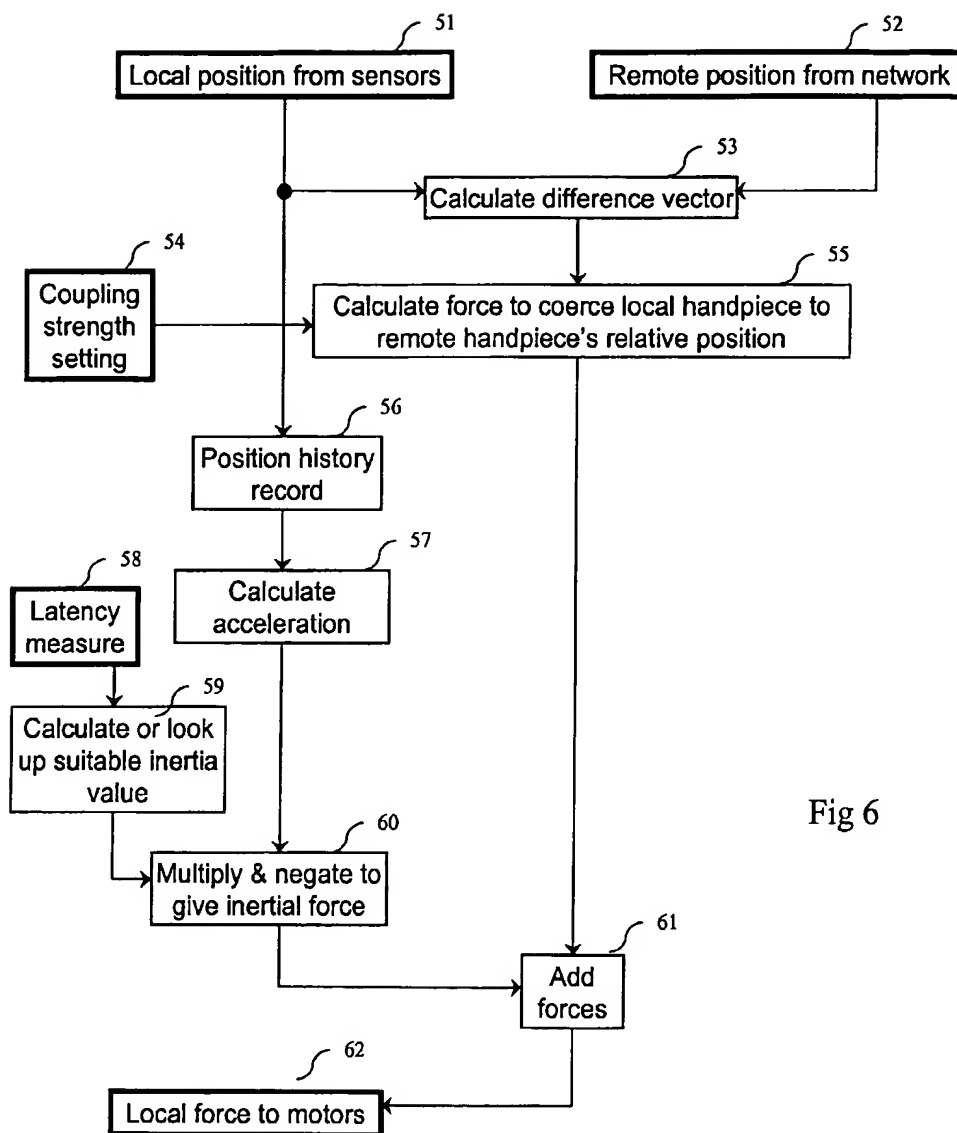 51
Local position from sensors
52
Remote position from network
53
Calculate difference vector
54
Coupling
strength
setting
55
Calculate force to coerce local handpiece to
remote handpiece's relative position
56
Position history
record
57
Calculate
acceleration
58
Latency
measure
59
Calculate or look
up suitable inertia
value
Fig 6
60
Multiply & negate to
give inertial force
61
Add
forces
62
Local force to motors